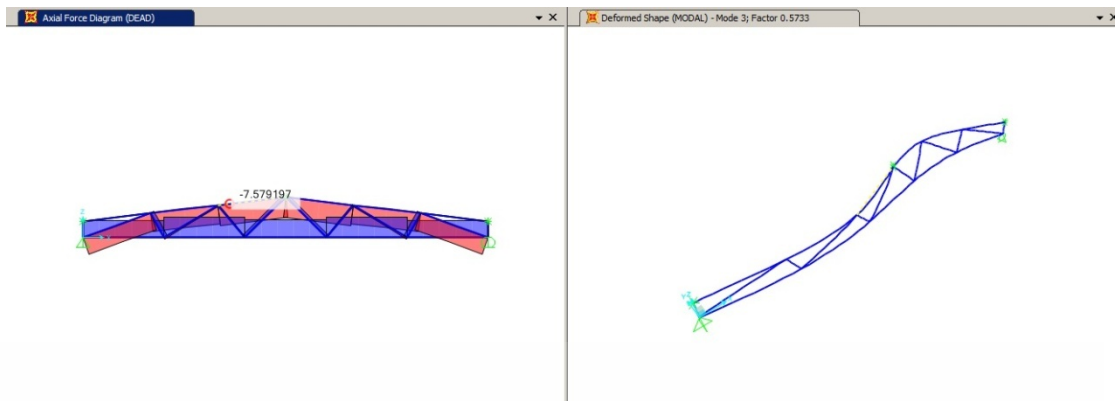 Axial Force Diagram (DEAD)
Deformed Shape (MODAL) - Mode 3; Factor 0.5733
-7.579197